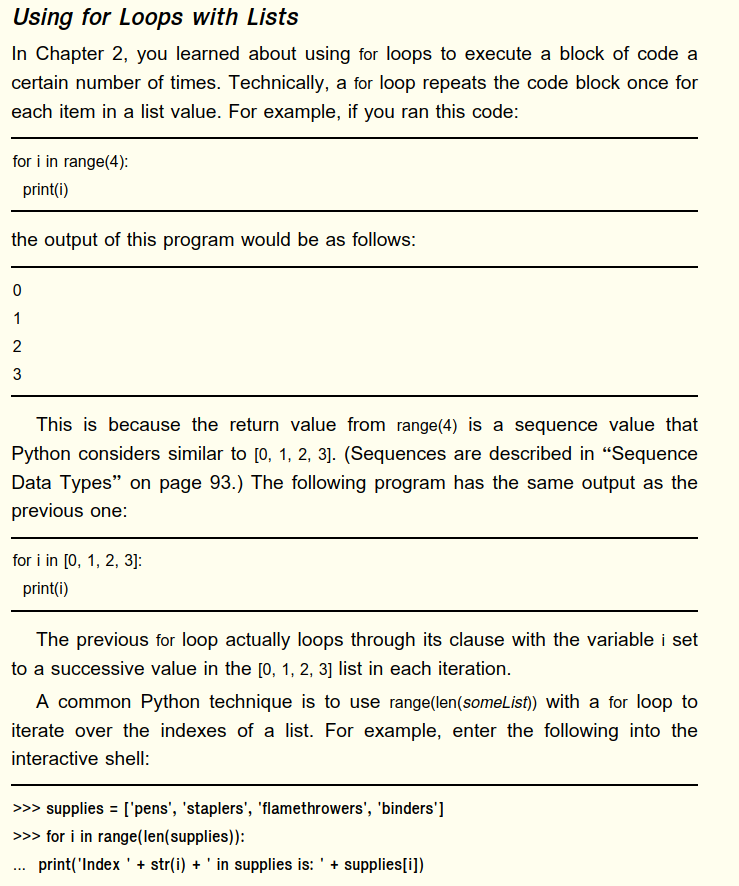 Using for Loops with Lists
In Chapter 2, you learned about using for loops to execute a block of code a
certain number of times. Technically, a for loop repeats the code block once for
each item in a list value. For example, if you ran this code:
for i in range(4):
  print(i)
the output of this program would be as follows:
0
1
2
3
This is because the return value from range(4) is a sequence value that
Python considers similar to [0, 1, 2, 3]. (Sequences are described in “Sequence
Data Types” on page 93.) The following program has the same output as the
previous one:
for i in [0, 1, 2, 3]:
  print(i)
The previous for loop actually loops through its clause with the variable i set
to a successive value in the [0, 1, 2, 3] list in each iteration.
A common Python technique is to use range(len(someList)) with a for loop to
iterate over the indexes of a list. For example, enter the following into the
interactive shell:
>>> supplies = ['pens', 'staplers', 'flamethrowers', 'binders']
>>> for i in range(len(supplies)):
...   print('Index ' + str(i) + ' in supplies is: ' + supplies[i])